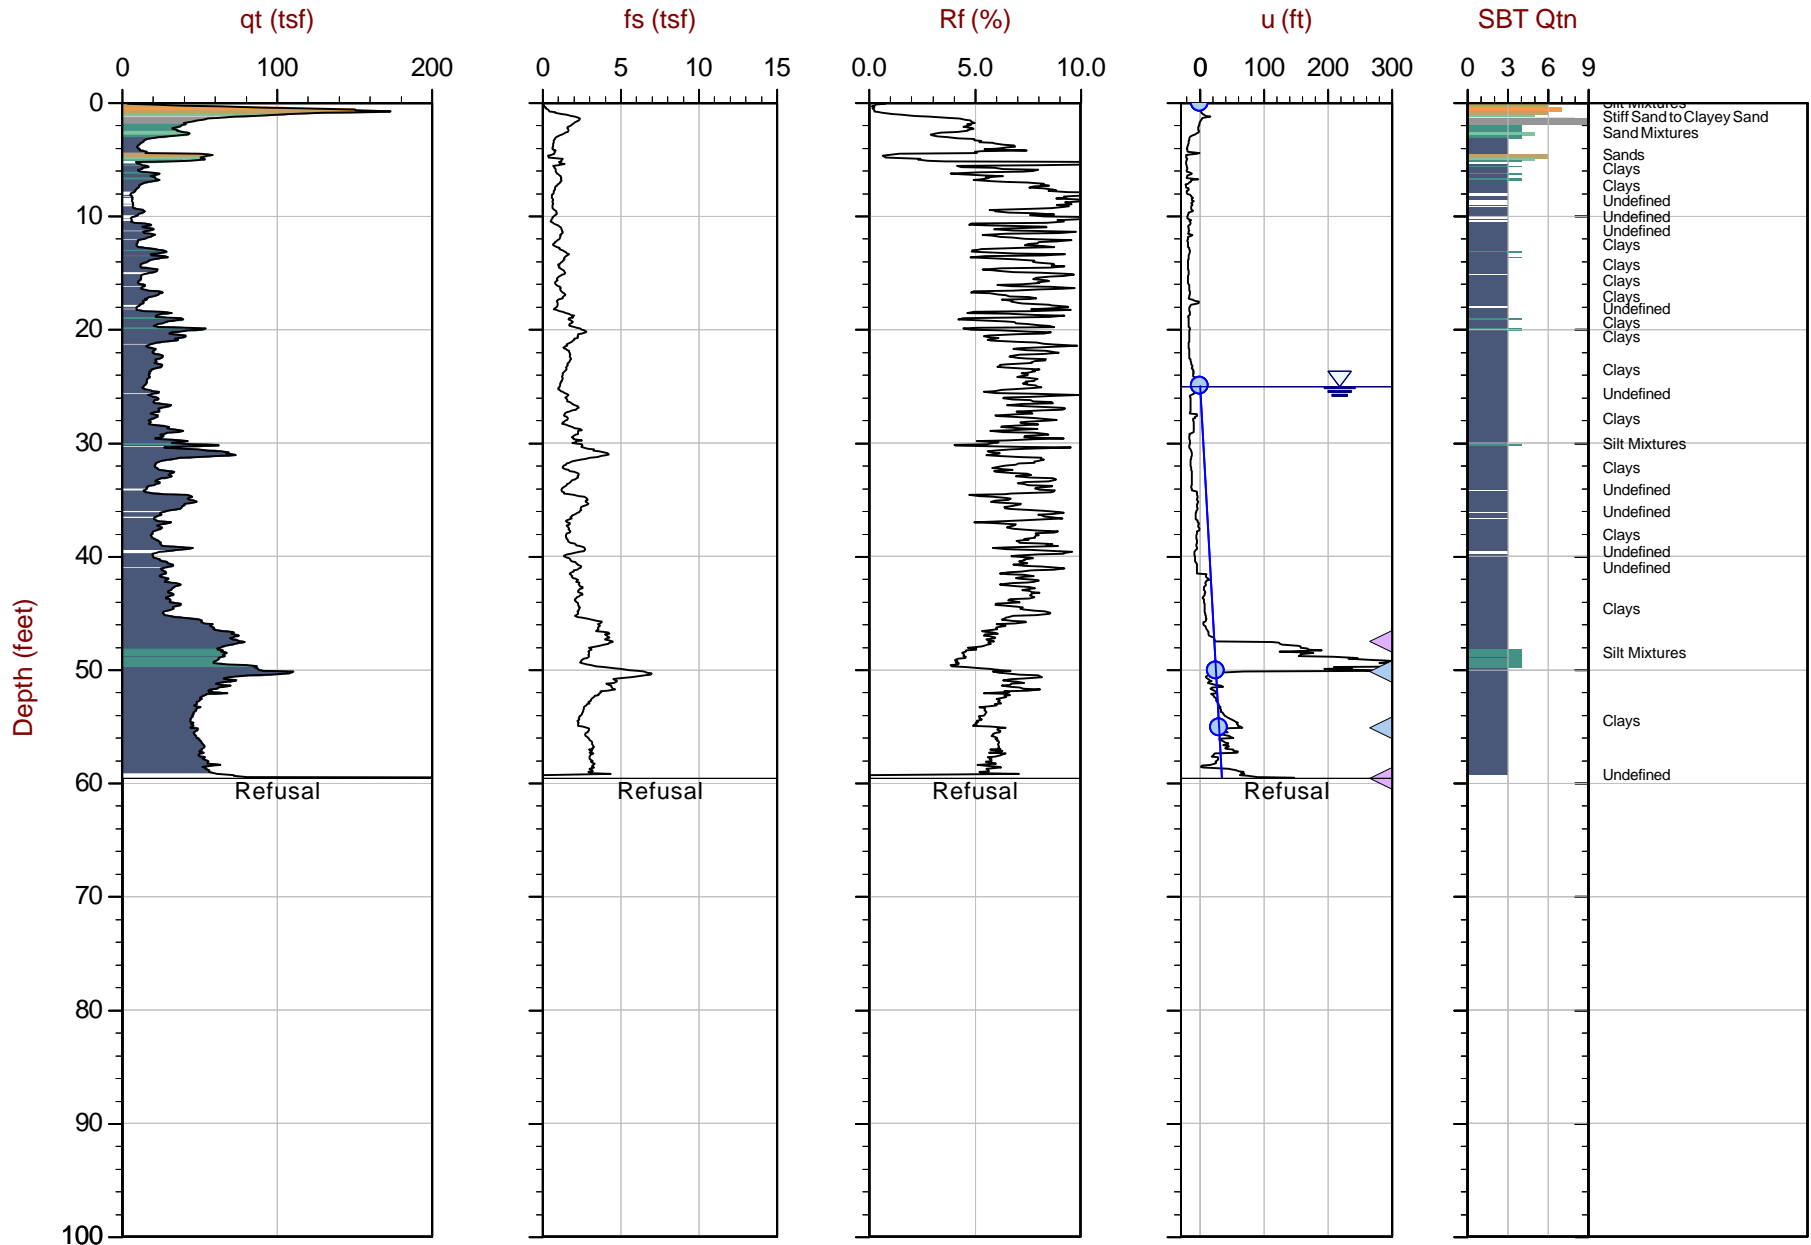 qt (tsf) fs (tsf) Rf (%) u (ft) SBT Qtn
0 100 200 0 5 10 15 0.0 5.0 10.0 0 100 200 300 0 3 6 9
0
Silt Mixtures
Stiff Sand to Clayey Sand
Sand Mixtures
Sands
Clays
Clays
Undefined
10
Undefined
Undefined
Clays
Clays
Clays
Clays
Undefined
Clays
20
Clays
Clays
Undefined
Clays
30
Silt Mixtures
Clays
Undefined
Undefined
Clays
Undefined
40
Undefined
Clays
Silt Mixtures
50
Clays
Undefined
60
Refusal Refusal Refusal Refusal
70
80
90
100
Depth (feet)